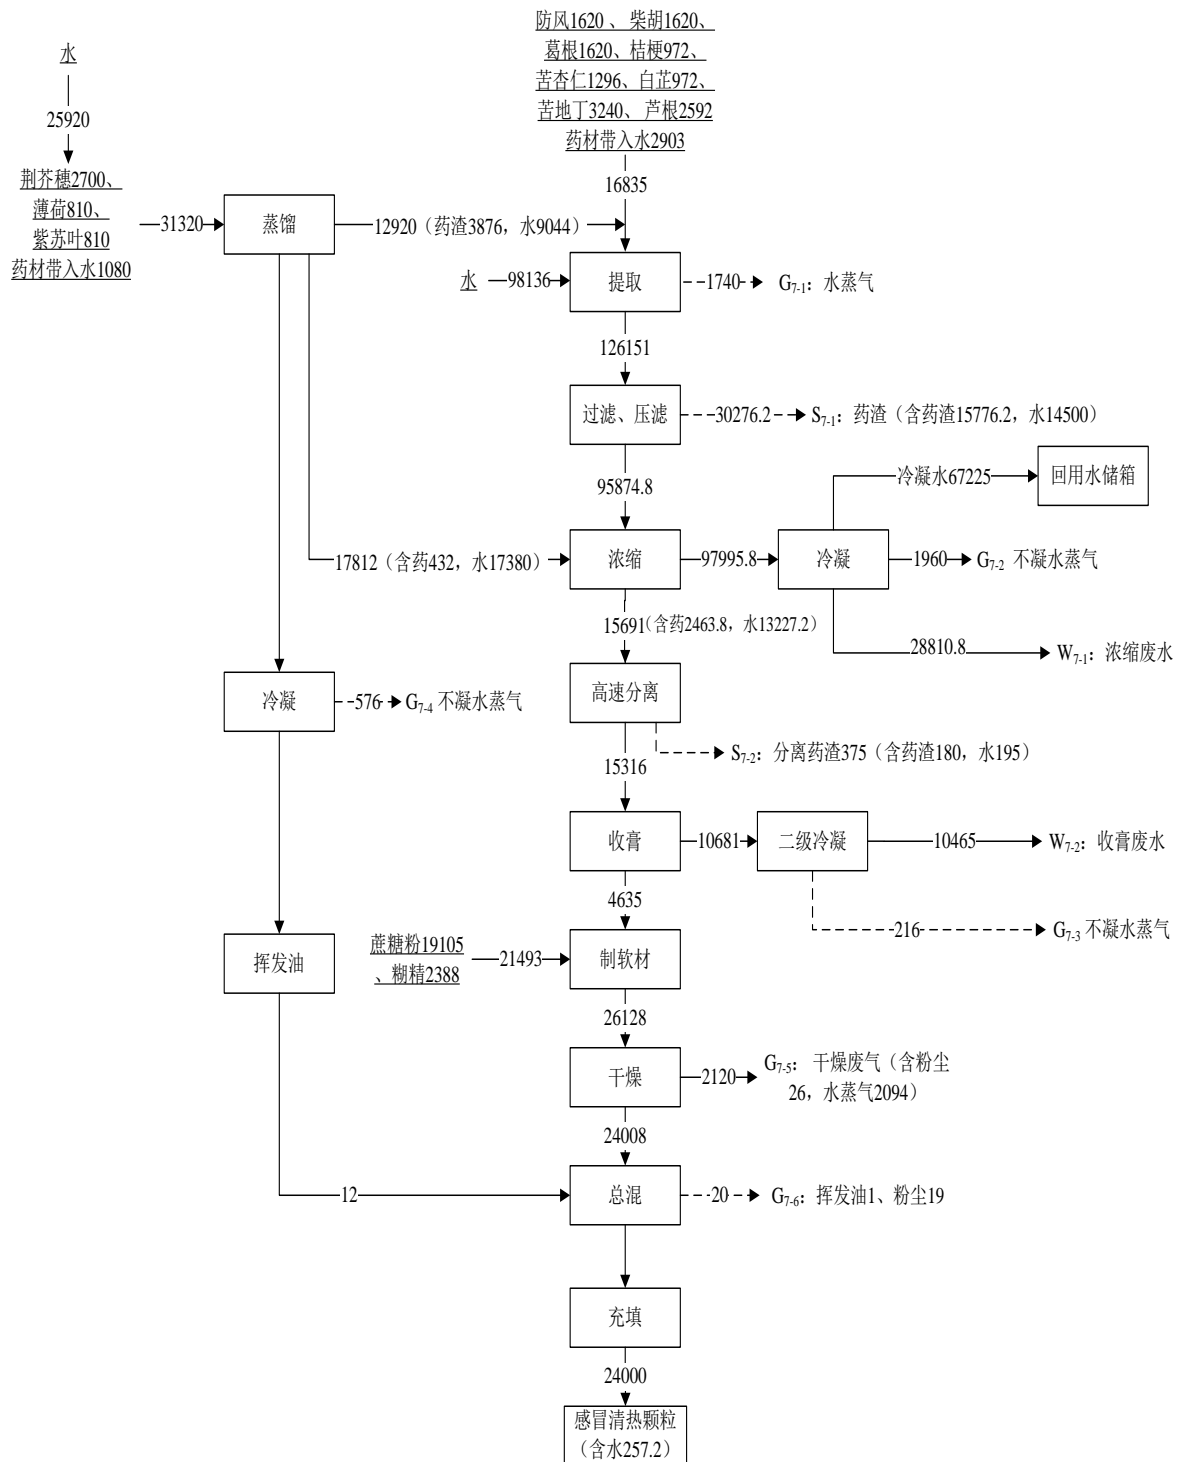 防风1620 、 柴胡1620、
葛根1620、桔梗972、
苦杏仁1296、白芷972、
苦地丁3240、 芦根2592
药材带入水2903
16835
水
25920
荆芥穗2700、
薄荷810、
紫苏叶810
药材带入水1080
31320
蒸馏
12920（药渣3876，水9044）
水
98136
提取
1740
G7-1：水蒸气
126151
过滤、压滤
30276.2
S7-1：药渣（含药渣15776.2，水14500）
95874.8
冷凝水67225
回用水储箱
17812（含药432，水17380）
浓缩
97995.8
冷凝
1960
G7-2 不凝水蒸气
15691（含药2463.8，水13227.2）
28810.8
W7-1：浓缩废水
冷凝
576
G7-4 不凝水蒸气
高速分离
S7-2：分离药渣375（含药渣180，水195）
15316
收膏
10681
二级冷凝
10465
W7-2：收膏废水
4635
216
G7-3 不凝水蒸气
挥发油
蔗糖粉19105
、糊精2388
21493
制软材
26128
干燥
2120
G7-5： 干燥废气（含粉尘
26，水蒸气2094）
24008
12
总混
20
G7-6：挥发油1、粉尘19
充填
24000
感冒清热颗粒
（含水257.2）